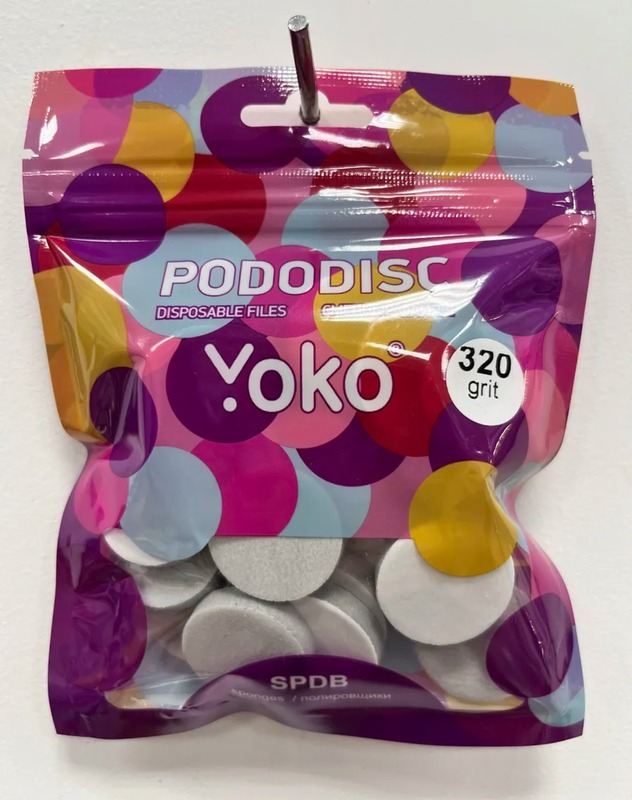 PODODISC
DISPOSABLE FILES
Yoko®
320
grit
SPDB
sponges / полировщики